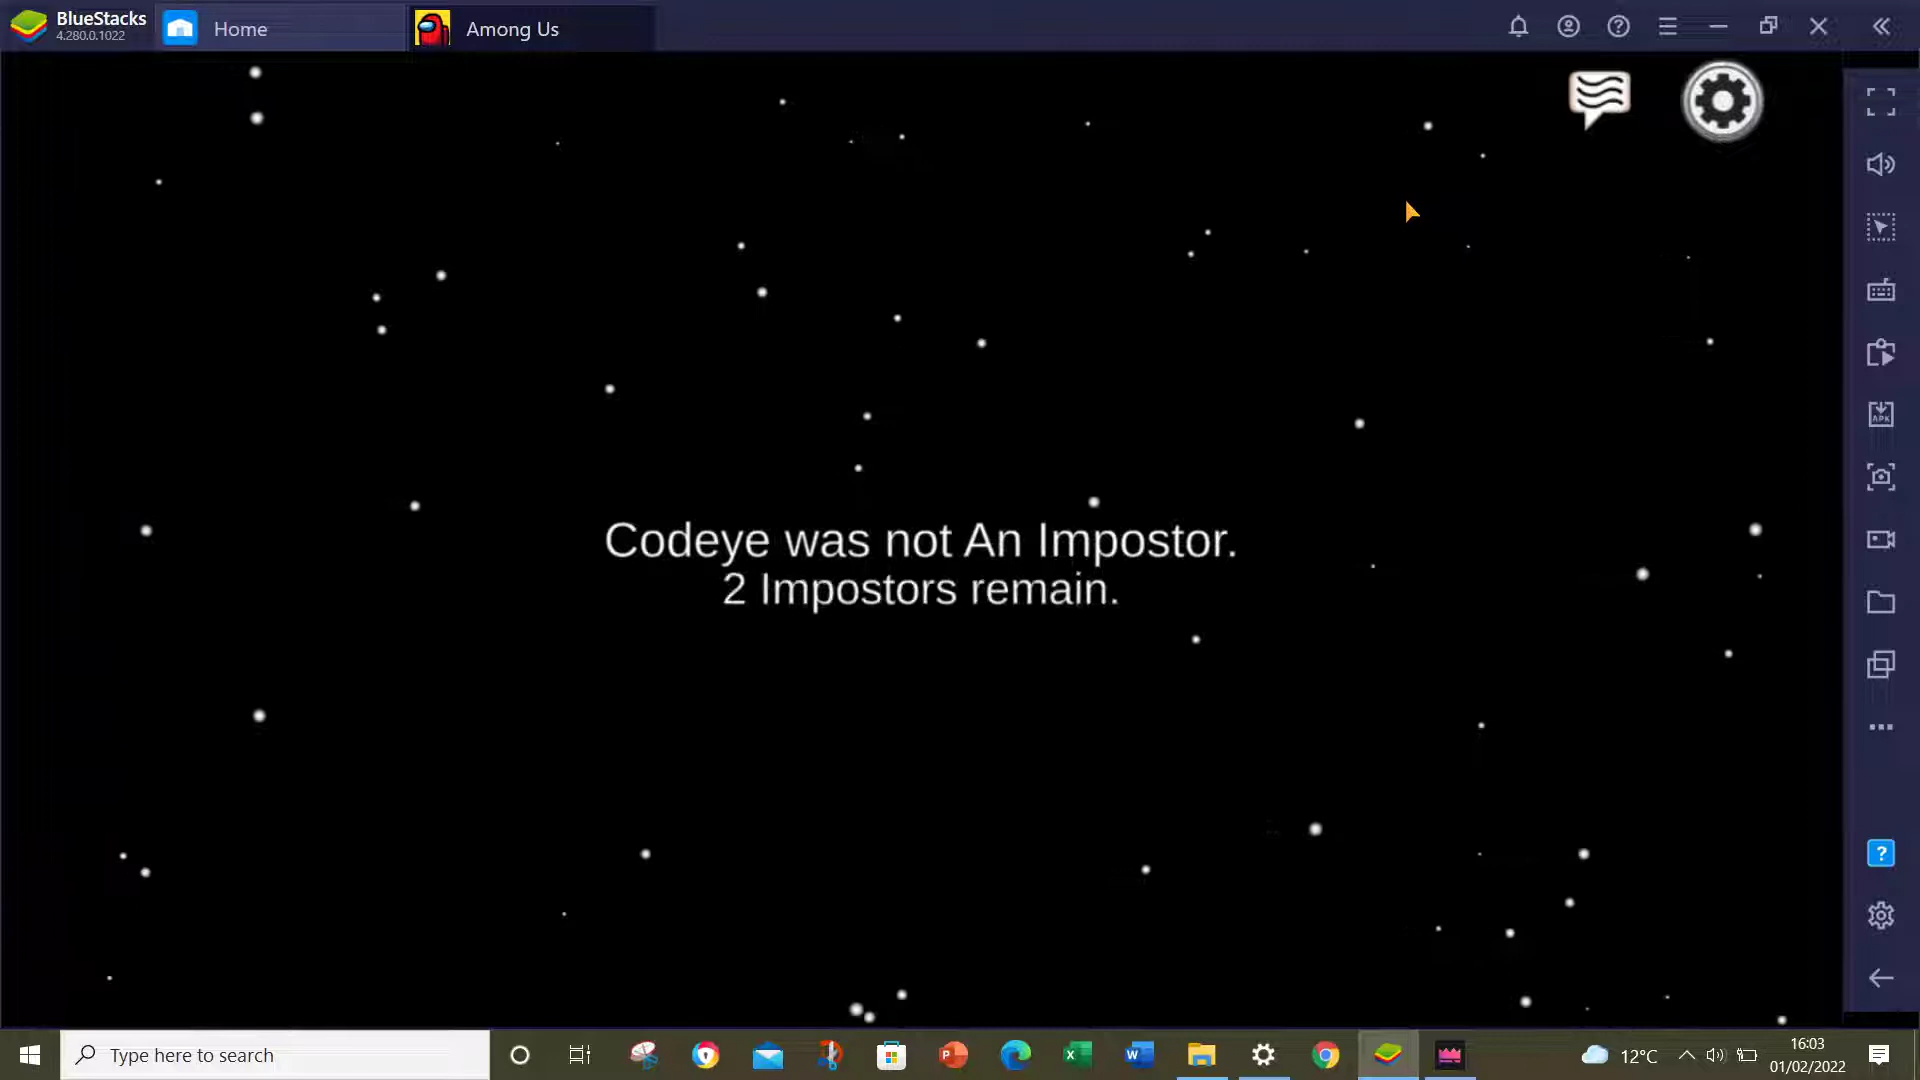 BlueStacks
4.280.0.1022
Home
Among Us
APK
Codeye was not An Impostor.
2 Impostors remain.
?
Type here to search
12°C
16:03
01/02/2022